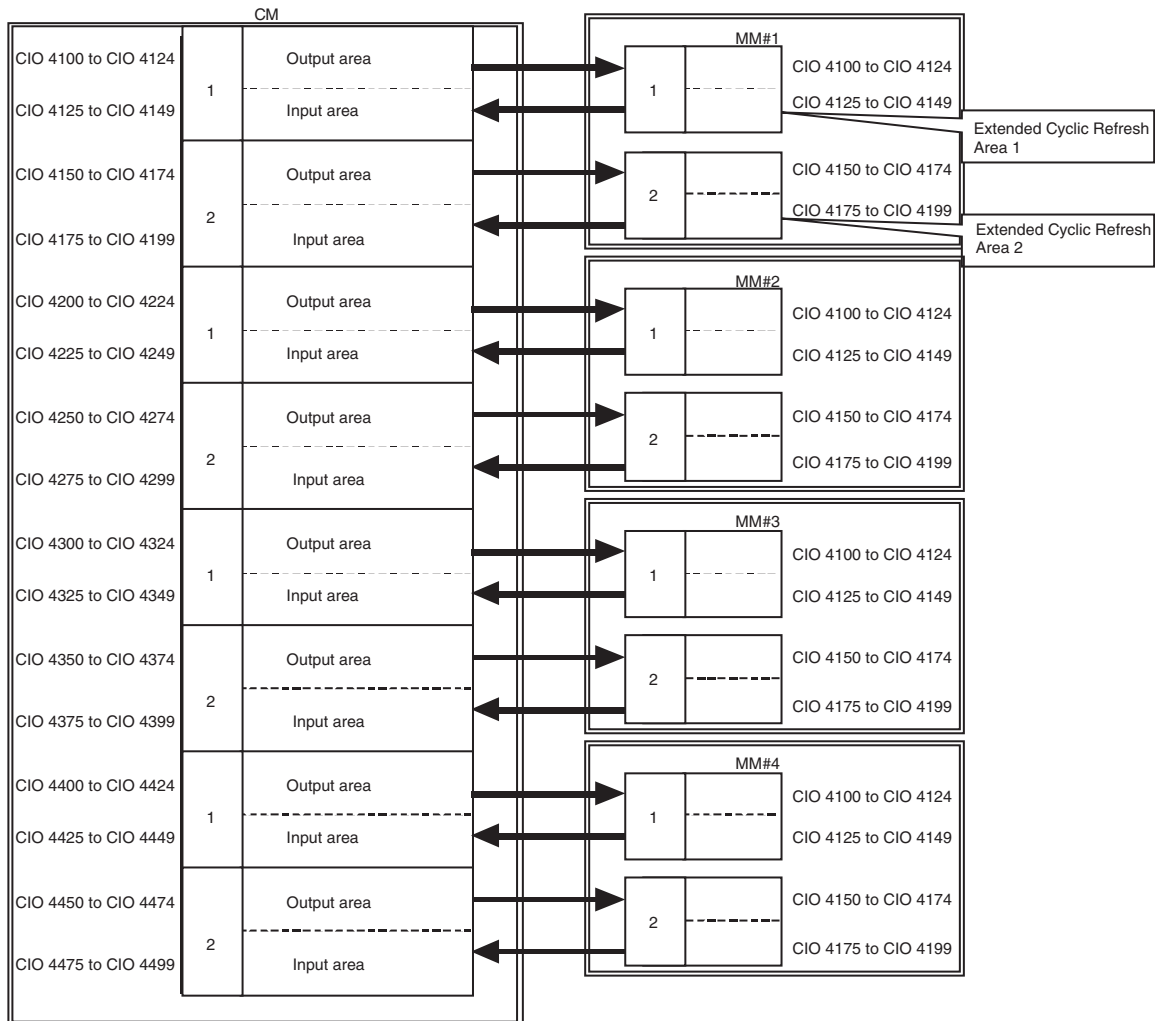 CM
CIO 4100 to CIO 4124
1
Output area
CIO 4125 to CIO 4149
Input area
CIO 4150 to CIO 4174
2
Output area
CIO 4175 to CIO 4199
Input area
CIO 4200 to CIO 4224
1
Output area
CIO 4225 to CIO 4249
Input area
CIO 4250 to CIO 4274
2
Output area
CIO 4275 to CIO 4299
Input area
CIO 4300 to CIO 4324
1
Output area
CIO 4325 to CIO 4349
Input area
CIO 4350 to CIO 4374
2
Output area
CIO 4375 to CIO 4399
Input area
CIO 4400 to CIO 4424
1
Output area
CIO 4425 to CIO 4449
Input area
CIO 4450 to CIO 4474
2
Output area
CIO 4475 to CIO 4499
Input area
MM#1
1
CIO 4100 to CIO 4124
CIO 4125 to CIO 4149
Extended Cyclic Refresh
Area 1
2
CIO 4150 to CIO 4174
CIO 4175 to CIO 4199
Extended Cyclic Refresh
Area 2
MM#2
1
CIO 4100 to CIO 4124
CIO 4125 to CIO 4149
2
CIO 4150 to CIO 4174
CIO 4175 to CIO 4199
MM#3
1
CIO 4100 to CIO 4124
CIO 4125 to CIO 4149
2
CIO 4150 to CIO 4174
CIO 4175 to CIO 4199
MM#4
1
CIO 4100 to CIO 4124
CIO 4125 to CIO 4149
2
CIO 4150 to CIO 4174
CIO 4175 to CIO 4199